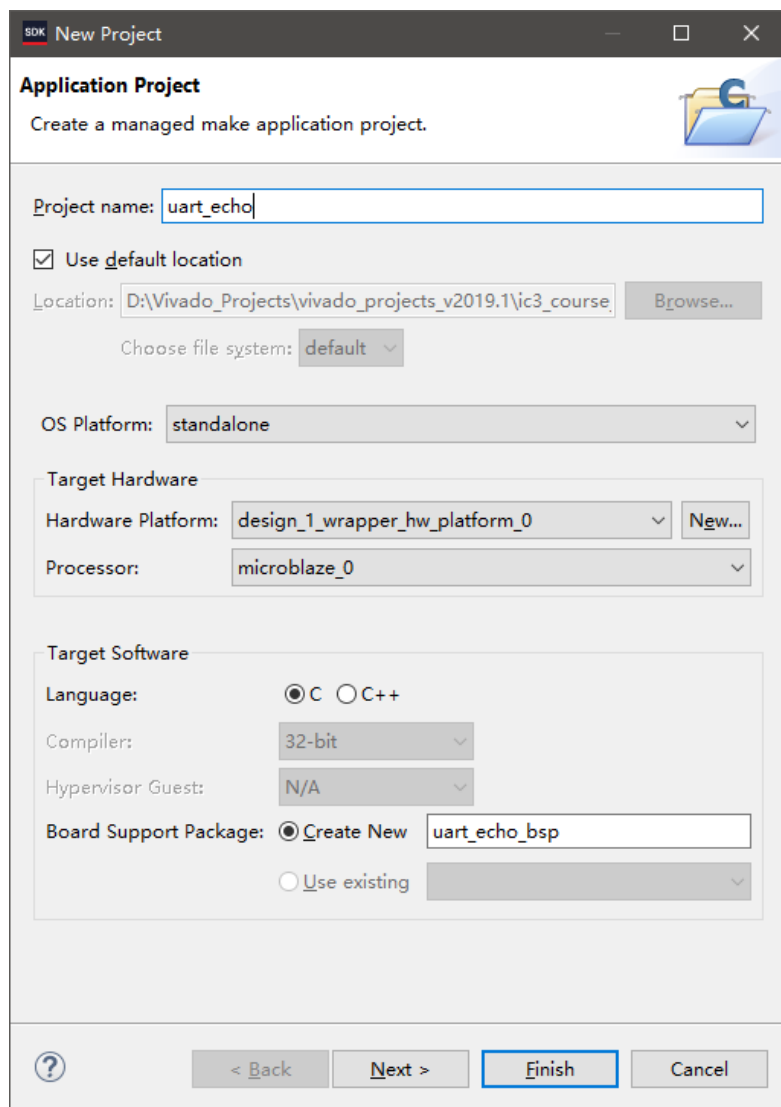 SDK New Project
Application Project
Create a managed make application project.
Project name: uart_echo
Use default location
Location: D:\Vivado_Projects\vivado_projects_v2019.1\ic3_course_ Browse...
Choose file system: default
OS Platform: standalone
Target Hardware
Hardware Platform: design_1_wrapper_hw_platform_0 New...
Processor: microblaze_0
Target Software
Language: C C++
Compiler: 32-bit
Hypervisor Guest: N/A
Board Support Package: Create New uart_echo_bsp
Use existing
? < Back Next > Finish Cancel